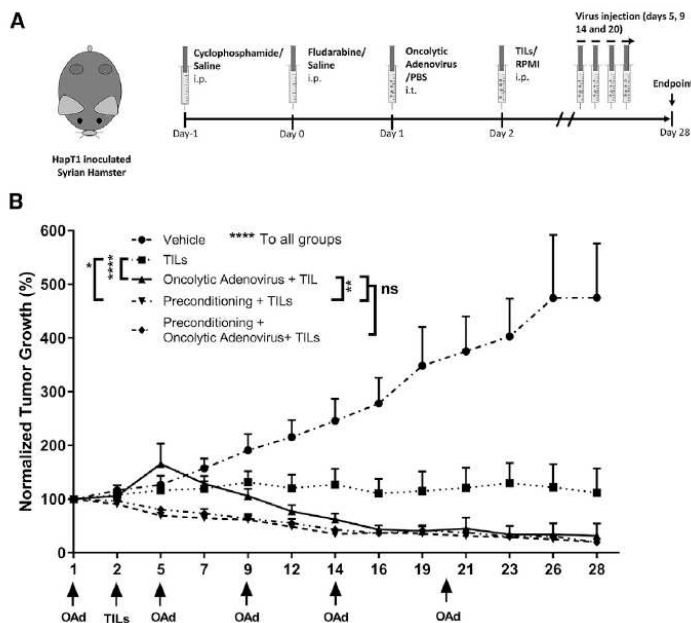 A
Cyclophosphamide/
Saline
i.p.
Fludarabine/
Saline
i.p.
Oncolytic
Adenovirus
/PBS
i.t.
TILs/
RPMI
i.p.
Virus injection (days 5, 9
14 and 20)
Endpoint
Day-1
Day 0
Day 1
Day 2
Day 28
HapT1 inoculated
Syrian Hamster
B
Normalized Tumor Growth (%)
600
500
400
300
200
100
0
Vehicle
**** To all groups
TILs
Oncolytic Adenovirus + TIL
Preconditioning + TILs
Preconditioning +
Oncolytic Adenovirus+ TILs
*
****
**
ns
1 2 5 7 9 12 14 16 19 21 23 26 28
OAd TILs OAd OAd OAd OAd